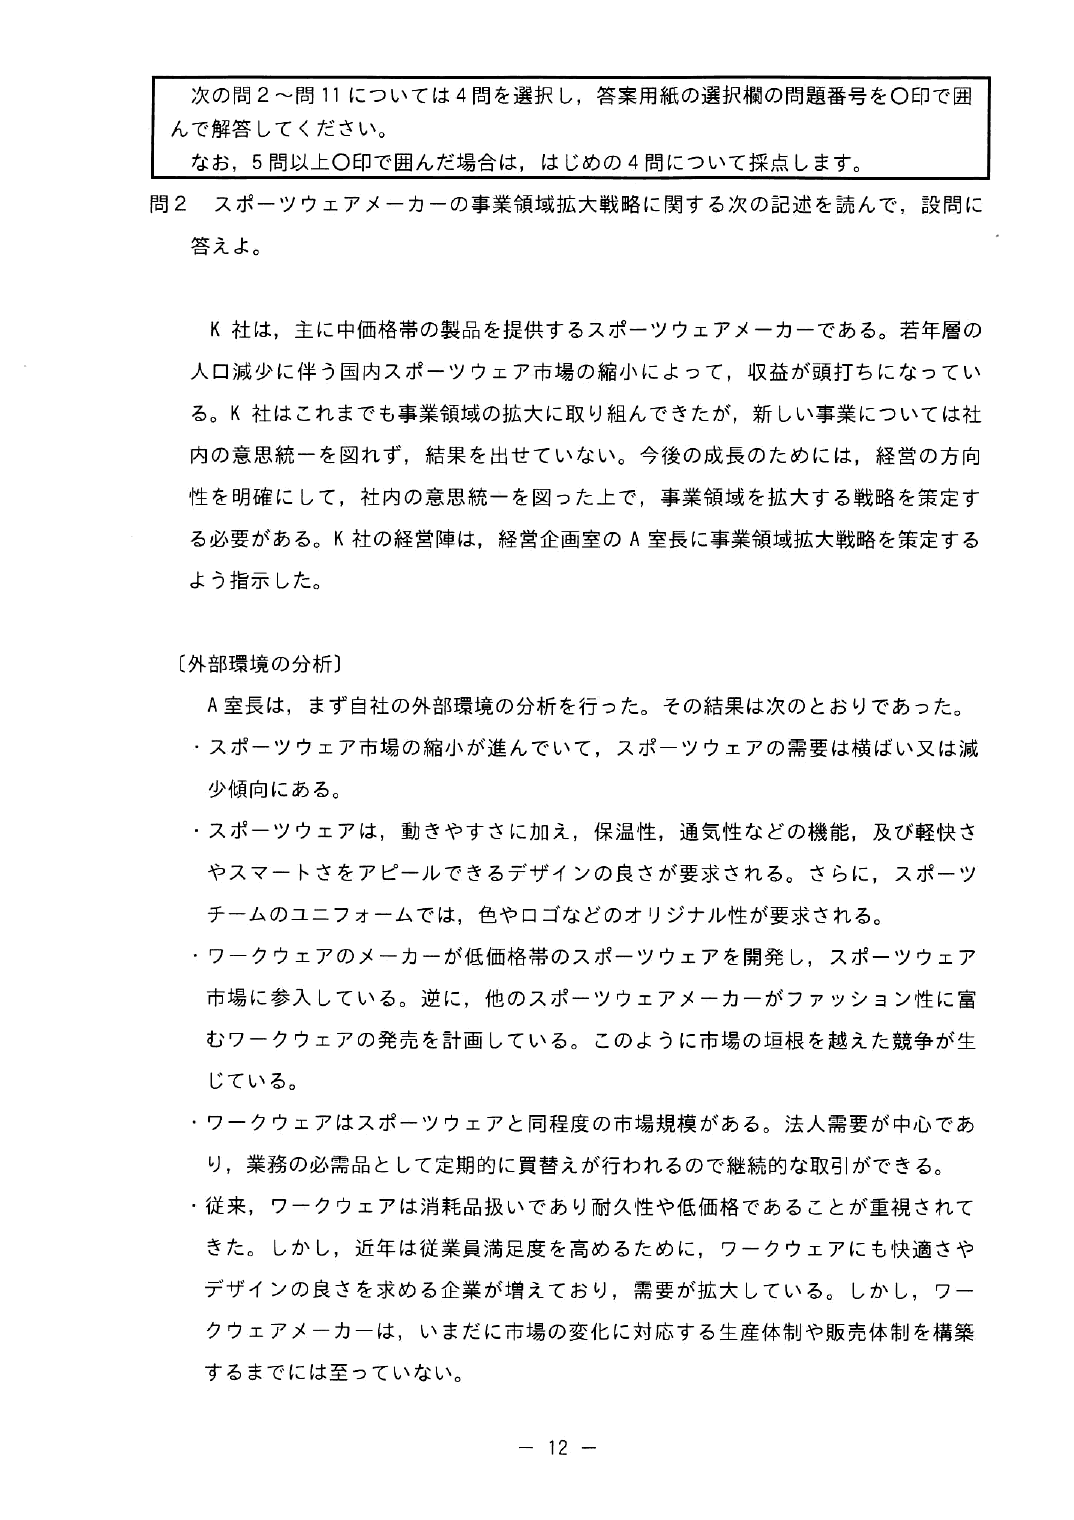 次の問２～問11については４問を選択し，答案用紙の選択欄の問題番号を〇印で囲
んで解答してください。
なお，５問以上〇印で囲んだ場合は，はじめの４問について採点します。
問２　スポーツウェアメーカーの事業領域拡大戦略に関する次の記述を読んで，設問に
答えよ。
K 社は，主に中価格帯の製品を提供するスポーツウェアメーカーである。若年層の
人口減少に伴う国内スポーツウェア市場の縮小によって，収益が頭打ちになってい
る。K 社はこれまでも事業領域の拡大に取り組んできたが，新しい事業については社
内の意思統一を図れず，結果を出せていない。今後の成長のためには，経営の方向
性を明確にして，社内の意思統一を図った上で，事業領域を拡大する戦略を策定す
る必要がある。K 社の経営陣は，経営企画室の A 室長に事業領域拡大戦略を策定する
よう指示した。
〔外部環境の分析〕
A 室長は，まず自社の外部環境の分析を行った。その結果は次のとおりであった。
・スポーツウェア市場の縮小が進んでいて，スポーツウェアの需要は横ばい又は減
少傾向にある。
・スポーツウェアは，動きやすさに加え，保温性，通気性などの機能，及び軽快さ
やスマートさをアピールできるデザインの良さが要求される。さらに，スポーツ
チームのユニフォームでは，色やロゴなどのオリジナル性が要求される。
・ワークウェアのメーカーが低価格帯のスポーツウェアを開発し，スポーツウェア
市場に参入している。逆に，他のスポーツウェアメーカーがファッション性に富
むワークウェアの発売を計画している。このように市場の垣根を越えた競争が生
じている。
・ワークウェアはスポーツウェアと同程度の市場規模がある。法人需要が中心であ
り，業務の必需品として定期的に買替えが行われるので継続的な取引ができる。
・従来，ワークウェアは消耗品扱いであり耐久性や低価格であることが重視されて
きた。しかし，近年は従業員満足度を高めるために，ワークウェアにも快適さや
デザインの良さを求める企業が増えており，需要が拡大している。しかし，ワー
クウェアメーカーは，いまだに市場の変化に対応する生産体制や販売体制を構築
するまでには至っていない。
－ 12 －